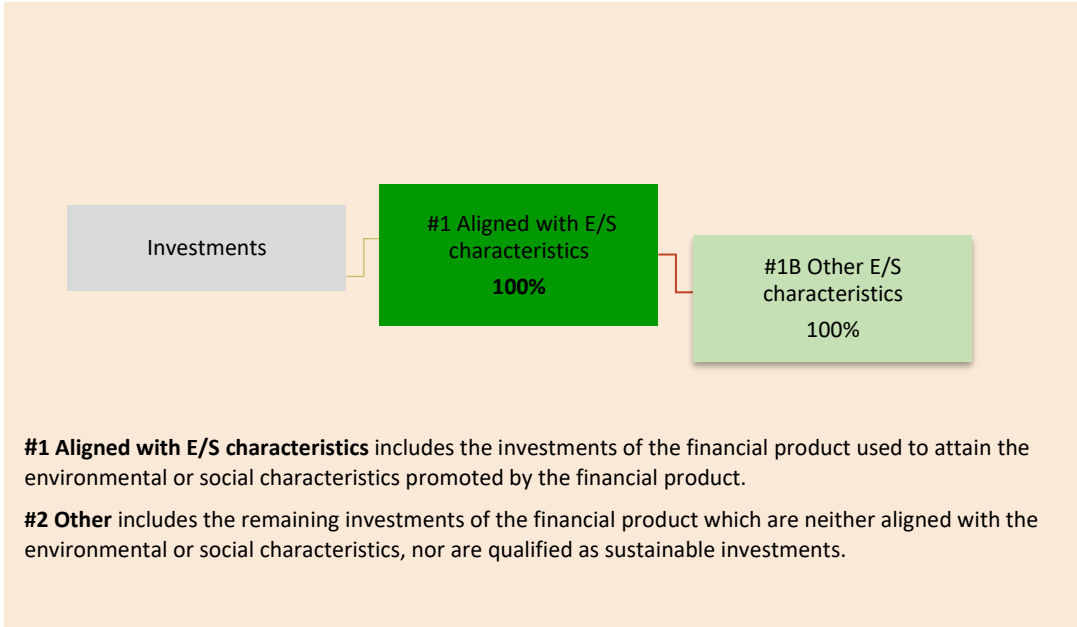 Investments
#1 Aligned with E/S
characteristics
100%
#1B Other E/S
characteristics
100%
#1 Aligned with E/S characteristics includes the investments of the financial product used to attain the
environmental or social characteristics promoted by the financial product.
#2 Other includes the remaining investments of the financial product which are neither aligned with the
environmental or social characteristics, nor are qualified as sustainable investments.